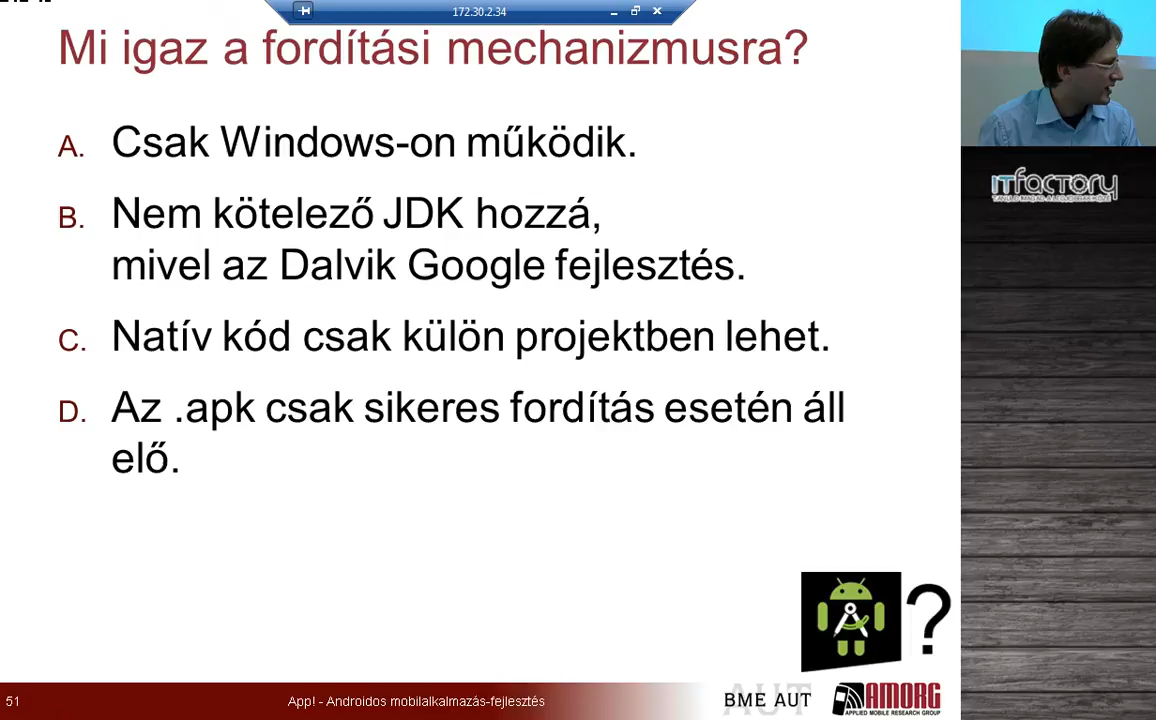 172.30.2.34
Mi igaz a fordítási mechanizmusra?
A. Csak Windows-on működik.
B. Nem kötelező JDK hozzá,
mivel az Dalvik Google fejlesztés.
C. Natív kód csak külön projektben lehet.
D. Az .apk csak sikeres fordítás esetén áll
elő.
?
ITfactory
51
App! - Androidos mobilalkalmazás-fejlesztés
AUT
BME AUT
AMORG
APPLIED MOBILE RESEARCH GROUP